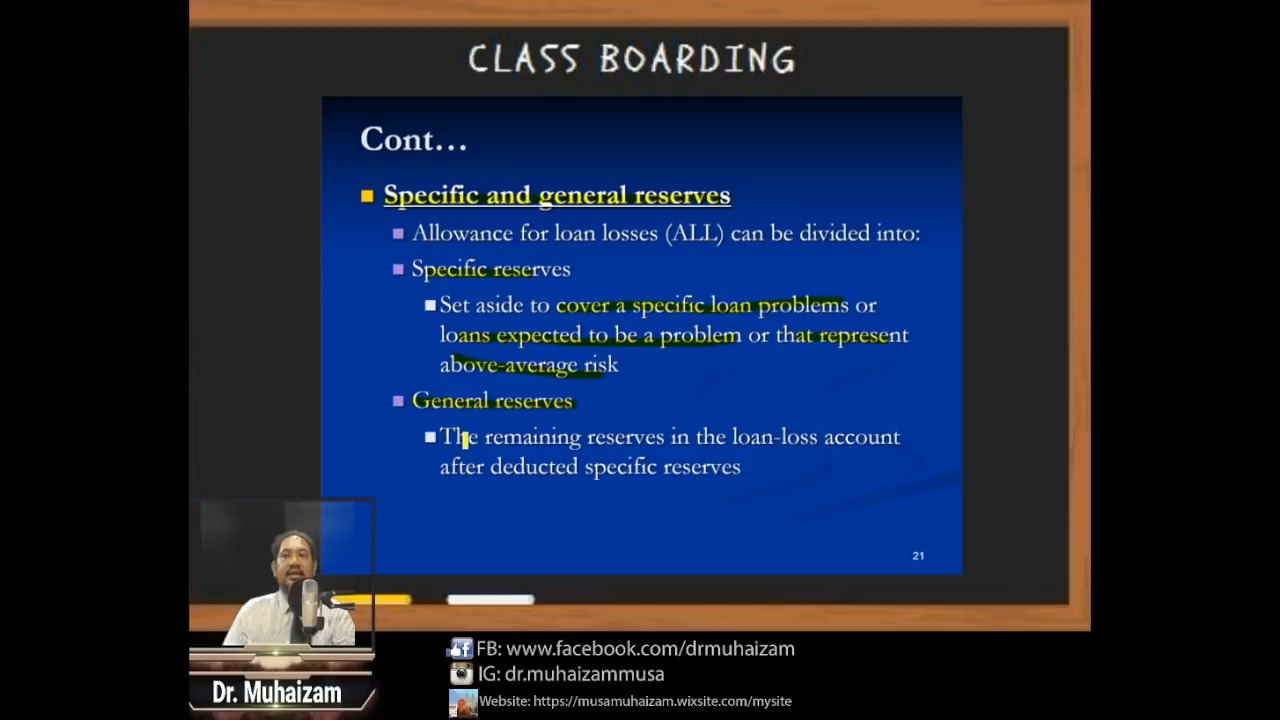 CLASS BOARDING
Cont...
Specific and general reserves
Allowance for loan losses (ALL) can be divided into:
Specific reserves
Set aside to cover a specific loan problems or
loans expected to be a problem or that represent
above-average risk
General reserves
The remaining reserves in the loan-loss account
after deducted specific reserves
21
Dr. Muhaizam
FB: www.facebook.com/drmuhaizam
IG: dr.muhaizammusa
Website: https://musamuhaizam.wixsite.com/mysite